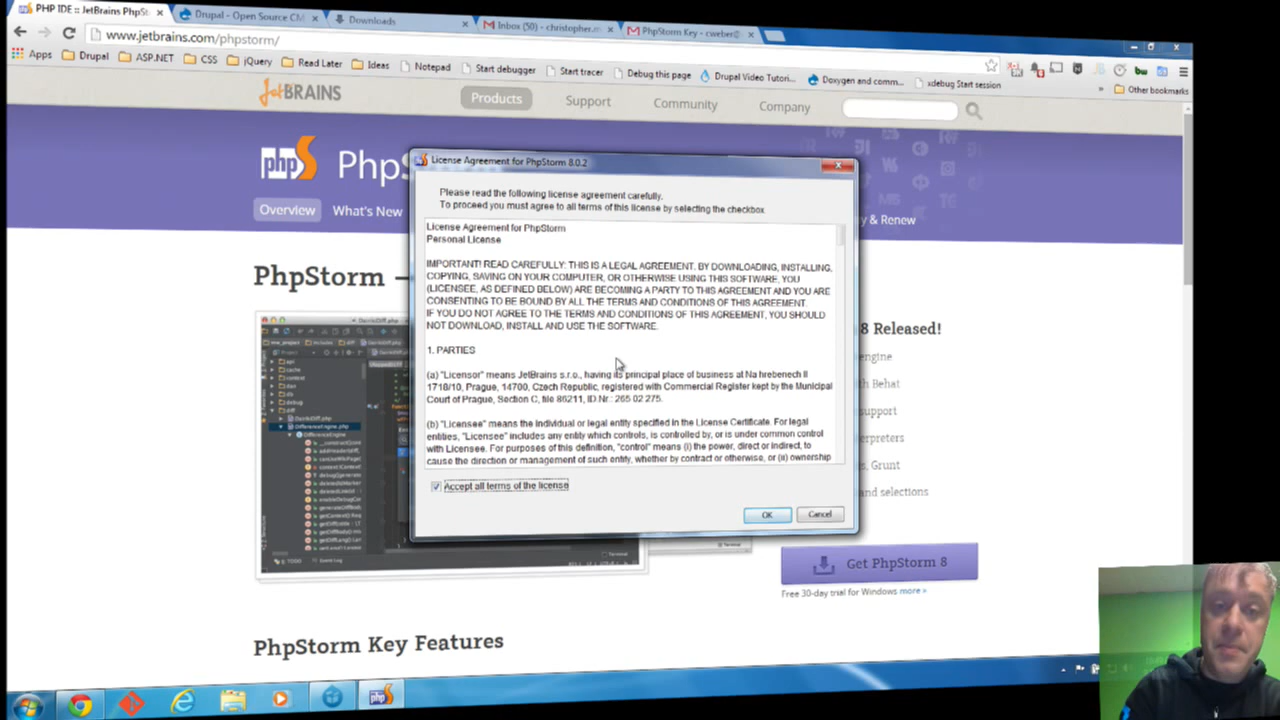 PHP IDE :: JetBrains PhpSt
Drupal - Open Source CM
Downloads
Inbox (50) - christopher.m
PhpStorm Key - cweber@
www.jetbrains.com/phpstorm/
Apps
Drupal
ASP.NET
CSS
jQuery
Read Later
Ideas
Notepad
Start debugger
Start tracer
Debug this page
Drupal Video Tutori...
Doxygen and comm...
xdebug Start session
Other bookmarks
JetBRAINS
Products
Support
Community
Company
php
PhpS
Overview
What's New
y & Renew
License Agreement for PhpStorm 8.0.2
Please read the following license agreement carefully.
To proceed you must agree to all terms of this license by selecting the checkbox.
License Agreement for PhpStorm
Personal License
IMPORTANT! READ CAREFULLY: THIS IS A LEGAL AGREEMENT. BY DOWNLOADING, INSTALLING,
COPYING, SAVING ON YOUR COMPUTER, OR OTHERWISE USING THIS SOFTWARE, YOU
(LICENSEE, AS DEFINED BELOW) ARE BECOMING A PARTY TO THIS AGREEMENT AND YOU ARE
CONSENTING TO BE BOUND BY ALL THE TERMS AND CONDITIONS OF THIS AGREEMENT.
IF YOU DO NOT AGREE TO THE TERMS AND CONDITIONS OF THIS AGREEMENT, YOU SHOULD
NOT DOWNLOAD, INSTALL AND USE THE SOFTWARE.
1. PARTIES
(a) "Licensor" means JetBrains s.r.o., having its principal place of business at Na hrebenech II
1718/10, Prague, 14700, Czech Republic, registered with Commercial Register kept by the Municipal
Court of Prague, Section C, file 86211, ID.Nr.: 265 02 275.
(b) "Licensee" means the individual or legal entity specified in the License Certificate. For legal
entities, "Licensee" includes any entity which controls, is controlled by, or is under common control
with Licensee. For purposes of this definition, "control" means (i) the power, direct or indirect, to
cause the direction or management of such entity, whether by contract or otherwise, or (ii) ownership
Accept all terms of the license
OK
Cancel
PhpStorm –
8 Released!
engine
with Behat
support
erpreters
, Grunt
and selections
Get PhpStorm 8
Free 30-day trial for Windows more »
PhpStorm Key Features